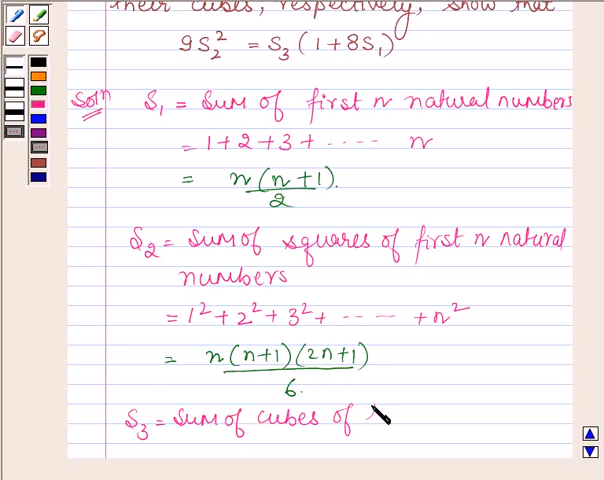 their cubes, respectively, show that
9S₂² = S₃ (1+8S₁)
Solⁿ S₁ = Sum of first n natural numbers
= 1+2+3+ ..... n
= n(n+1)/2.
S₂ = Sum of squares of first n natural
numbers
= 1²+2²+3²+ ..... +n²
= n(n+1)(2n+1)/6.
S₃ = Sum of cubes of